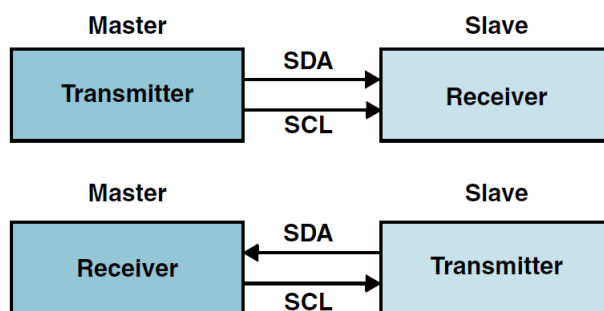 Master
Slave
Transmitter
SDA
SCL
Receiver
Master
Slave
Receiver
SDA
SCL
Transmitter